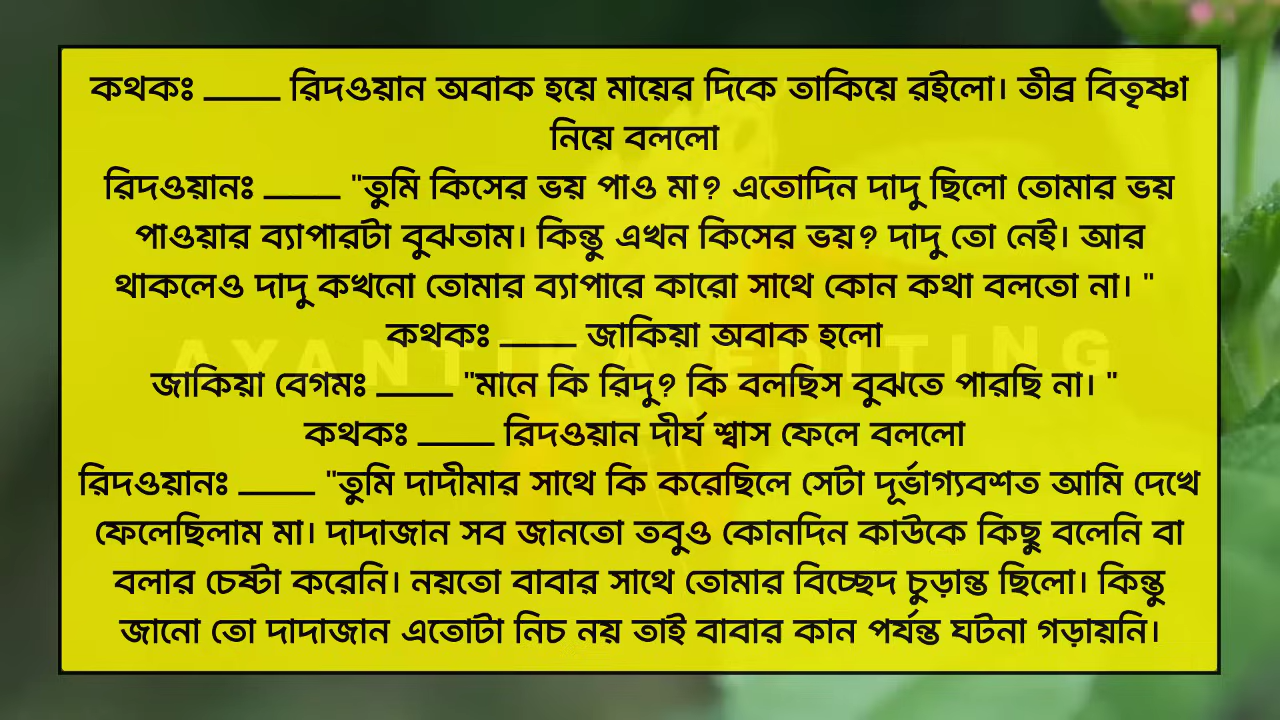 কথকঃ ____ রিদওয়ান অবাক হয়ে মায়ের দিকে তাকিয়ে রইলো। তীব্র বিতৃষ্ণা
নিয়ে বললো
রিদওয়ানঃ ____ "তুমি কিসের ভয় পাও মা? এতোদিন দাদু ছিলো তোমার ভয়
পাওয়ার ব্যাপারটা বুঝতাম। কিন্তু এখন কিসের ভয়? দাদু তো নেই। আর
থাকলেও দাদু কখনো তোমার ব্যাপারে কারো সাথে কোন কথা বলতো না। "
কথকঃ ____ জাকিয়া অবাক হলো
AYANTIKA EDITING
জাকিয়া বেগমঃ ____ "মানে কি রিদু? কি বলছিস বুঝতে পারছি না। "
কথকঃ ____ রিদওয়ান দীর্ঘ শ্বাস ফেলে বললো
রিদওয়ানঃ ____ "তুমি দাদীমার সাথে কি করেছিলে সেটা দূর্ভাগ্যবশত আমি দেখে
ফেলেছিলাম মা। দাদাজান সব জানতো তবুও কোনদিন কাউকে কিছু বলেনি বা
বলার চেষ্টা করেনি। নয়তো বাবার সাথে তোমার বিচ্ছেদ চুড়ান্ত ছিলো। কিন্তু
জানো তো দাদাজান এতোটা নিচ নয় তাই বাবার কান পর্যন্ত ঘটনা গড়ায়নি।